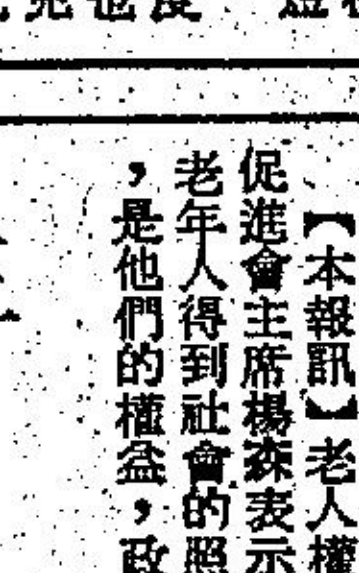 【本報訊】老人權
促進會主席楊森表示
老年人得到社會的照
，是他們的權益，政